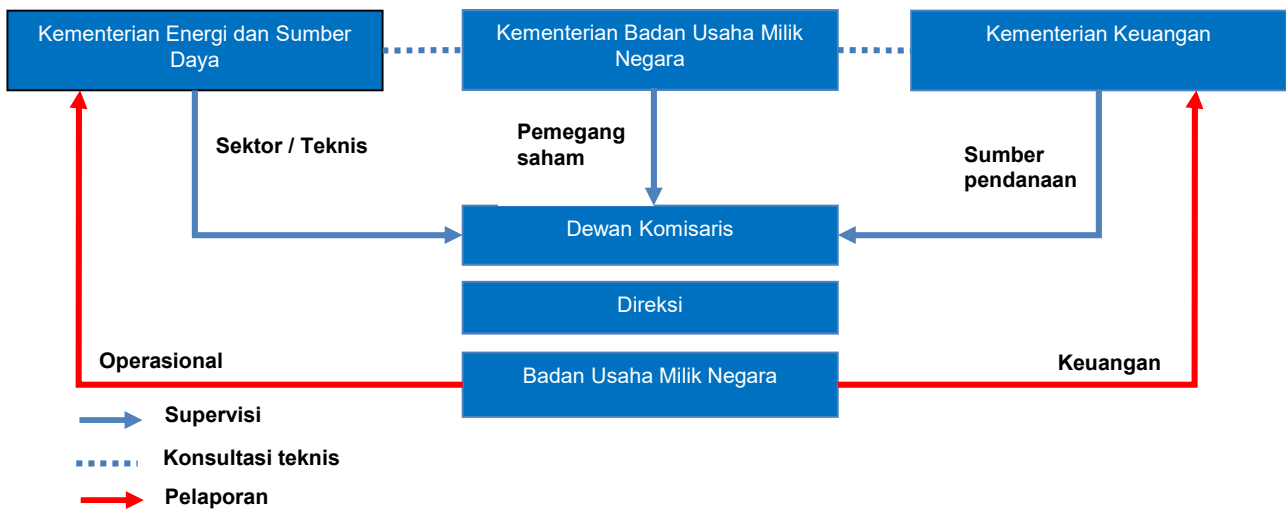 Kementerian Energi dan Sumber
Daya
Kementerian Badan Usaha Milik
Negara
Kementerian Keuangan
Sektor / Teknis
Pemegang
saham
Sumber
pendanaan
Dewan Komisaris
Direksi
Operasional
Badan Usaha Milik Negara
Keuangan
Supervisi
Konsultasi teknis
Pelaporan